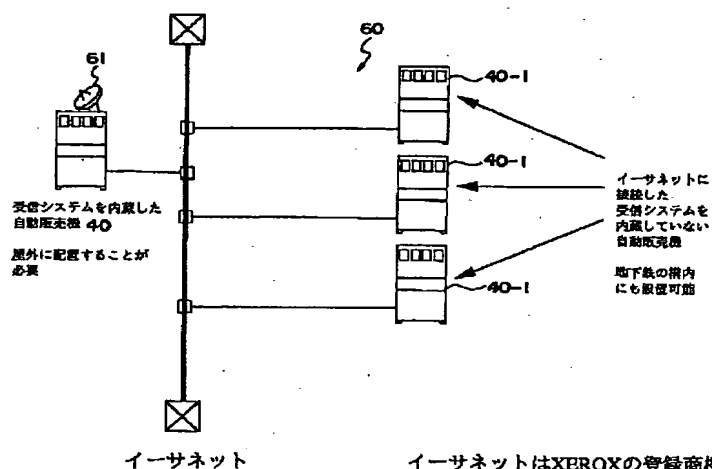 61
60
40-1
40-1
40-1
受信システムを内蔵した
自動販売機 40
屋外に配置することが
必要
イーサネットに
接続した
受信システムを
内蔵していない
自動販売機
地下鉄の構内
にも設置可能
イーサネット
イーサネットはXEROXの登録商標